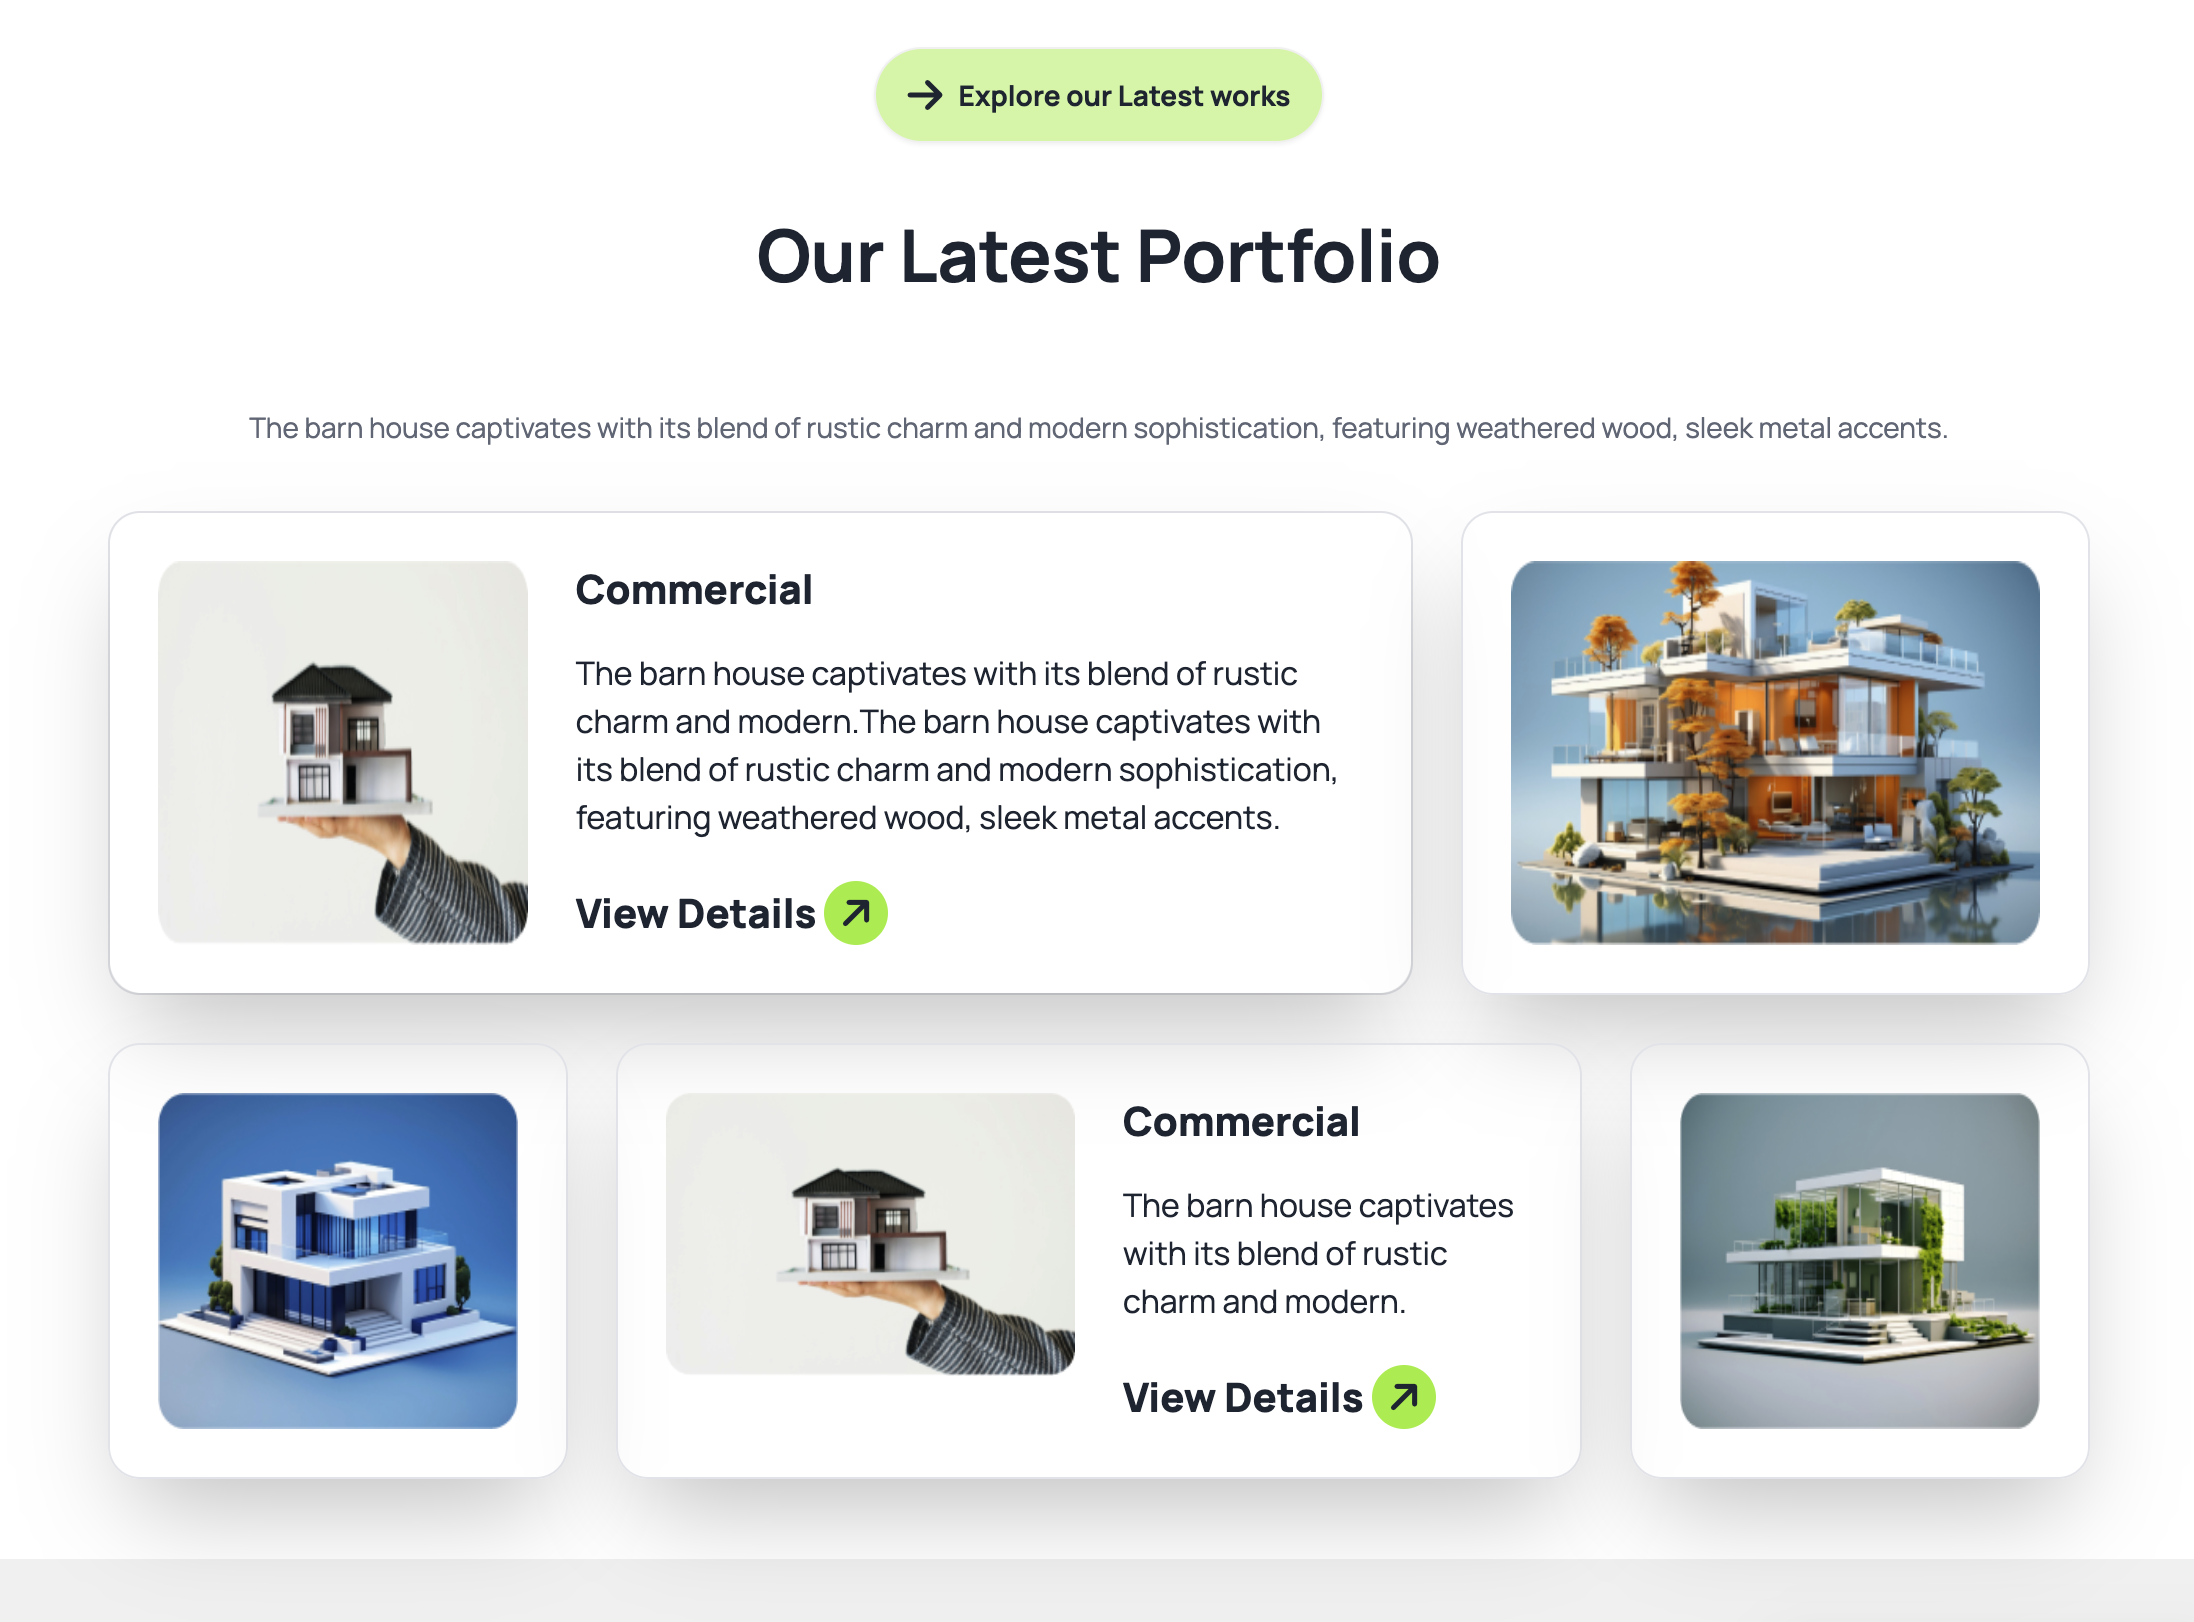 Explore our Latest works
Our Latest Portfolio
The barn house captivates with its blend of rustic charm and modern sophistication, featuring weathered wood, sleek metal accents.
Commercial
The barn house captivates with its blend of rustic
charm and modern.The barn house captivates with
its blend of rustic charm and modern sophistication,
featuring weathered wood, sleek metal accents.
View Details
Commercial
The barn house captivates
with its blend of rustic
charm and modern.
View Details